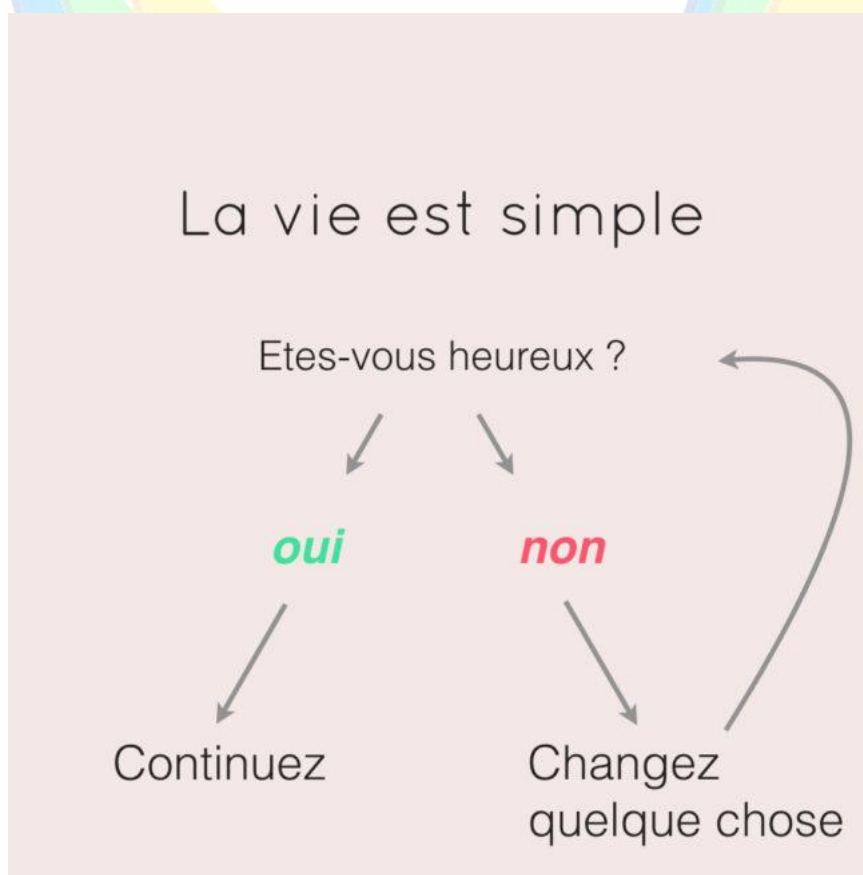 La vie est simple
Etes-vous heureux ?
oui
non
Continuez
Changez
quelque chose